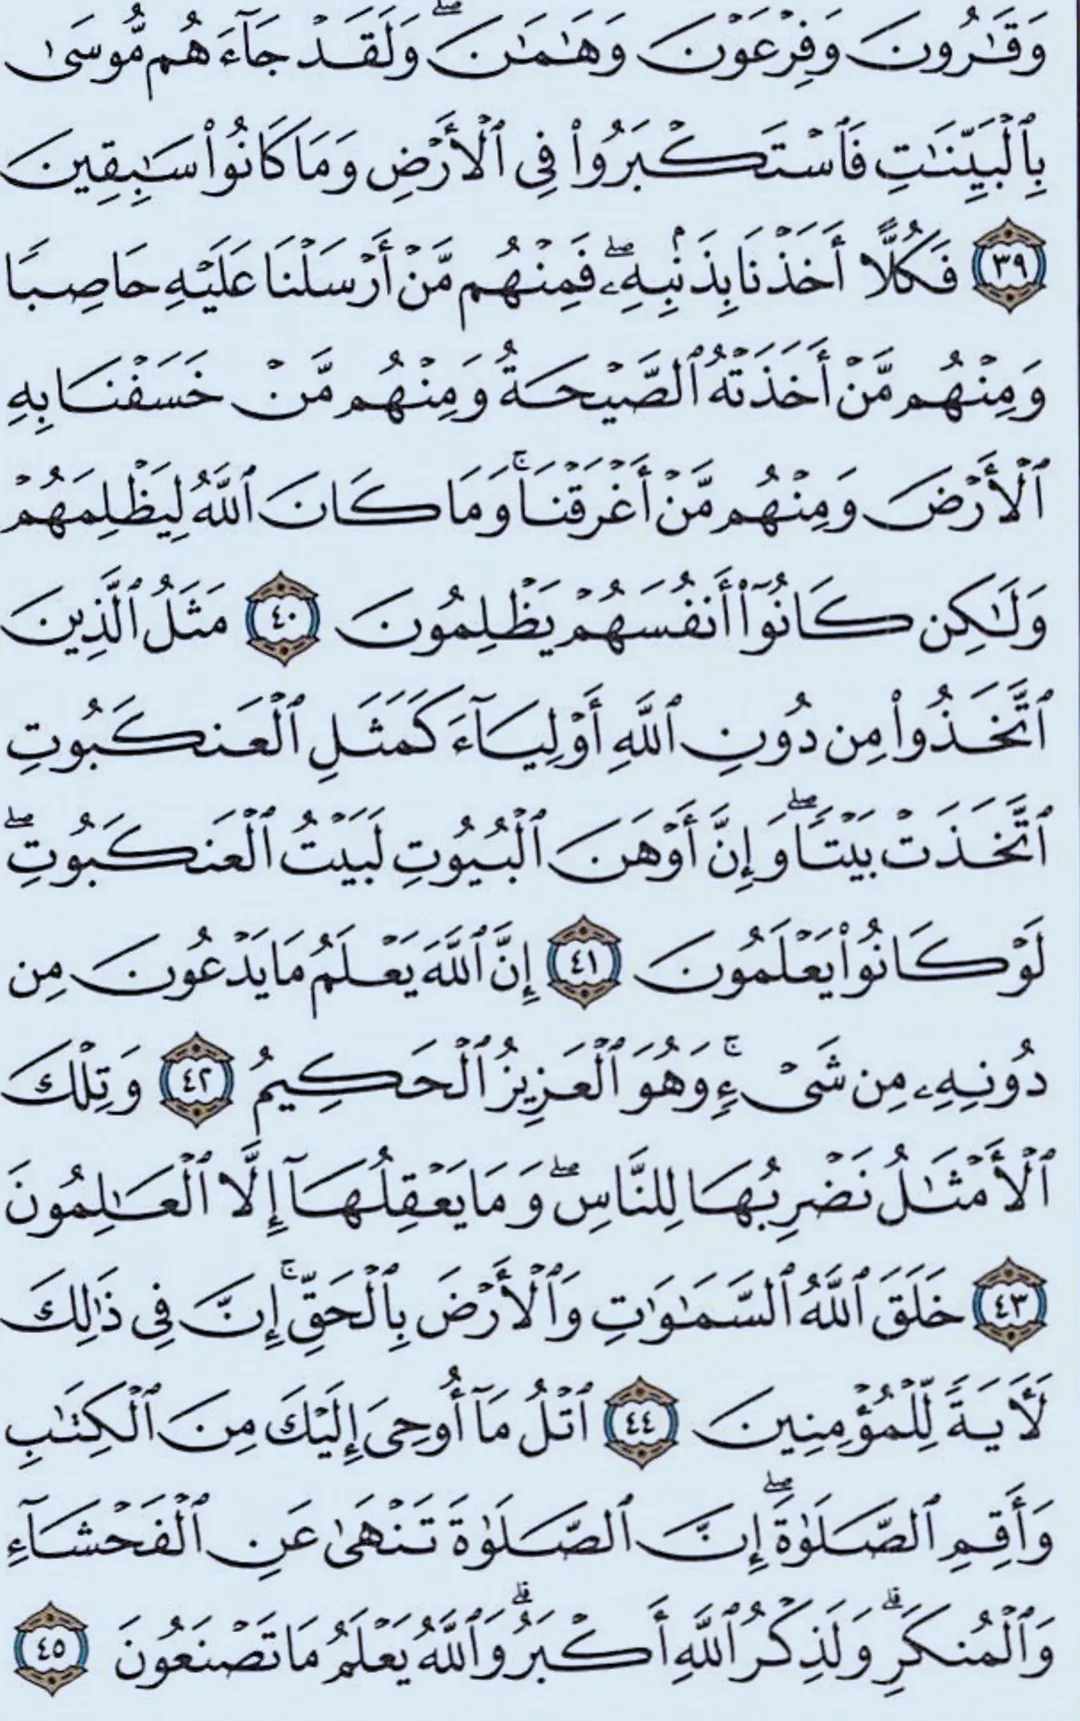 وَقَٰرُونَ وَفِرْعَوْنَ وَهَٰمَٰنَ ۖ وَلَقَدْ جَآءَهُم مُّوسَىٰ
بِٱلْبَيِّنَٰتِ فَٱسْتَكْبَرُوا۟ فِى ٱلْأَرْضِ وَمَا كَانُوا۟ سَٰبِقِينَ
٣٩ فَكُلًّا أَخَذْنَا بِذَنۢبِهِۦ ۖ فَمِنْهُم مَّنْ أَرْسَلْنَا عَلَيْهِ حَاصِبًا
وَمِنْهُم مَّنْ أَخَذَتْهُ ٱلصَّيْحَةُ وَمِنْهُم مَّنْ خَسَفْنَا بِهِ
ٱلْأَرْضَ وَمِنْهُم مَّنْ أَغْرَقْنَا ۚ وَمَا كَانَ ٱللَّهُ لِيَظْلِمَهُمْ
وَلَٰكِن كَانُوٓا۟ أَنفُسَهُمْ يَظْلِمُونَ ٤٠ مَثَلُ ٱلَّذِينَ
ٱتَّخَذُوا۟ مِن دُونِ ٱللَّهِ أَوْلِيَآءَ كَمَثَلِ ٱلْعَنكَبُوتِ
ٱتَّخَذَتْ بَيْتًا ۖ وَإِنَّ أَوْهَنَ ٱلْبُيُوتِ لَبَيْتُ ٱلْعَنكَبُوتِ ۖ
لَوْ كَانُوا۟ يَعْلَمُونَ ٤١ إِنَّ ٱللَّهَ يَعْلَمُ مَا يَدْعُونَ مِن
دُونِهِۦ مِن شَىْءٍ ۚ وَهُوَ ٱلْعَزِيزُ ٱلْحَكِيمُ ٤٢ وَتِلْكَ
ٱلْأَمْثَٰلُ نَضْرِبُهَا لِلنَّاسِ ۖ وَمَا يَعْقِلُهَآ إِلَّا ٱلْعَٰلِمُونَ
٤٣ خَلَقَ ٱللَّهُ ٱلسَّمَٰوَٰتِ وَٱلْأَرْضَ بِٱلْحَقِّ ۚ إِنَّ فِى ذَٰلِكَ
لَءَايَةً لِّلْمُؤْمِنِينَ ٤٤ ٱتْلُ مَآ أُوحِىَ إِلَيْكَ مِنَ ٱلْكِتَٰبِ
وَأَقِمِ ٱلصَّلَوٰةَ ۖ إِنَّ ٱلصَّلَوٰةَ تَنْهَىٰ عَنِ ٱلْفَحْشَآءِ
وَٱلْمُنكَرِ ۗ وَلَذِكْرُ ٱللَّهِ أَكْبَرُ ۗ وَٱللَّهُ يَعْلَمُ مَا تَصْنَعُونَ ٤٥